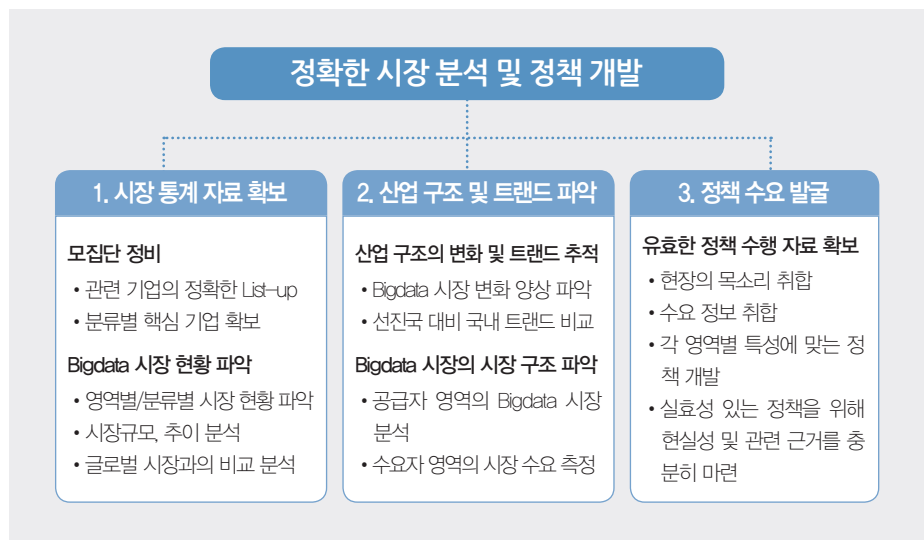 정확한 시장 분석 및 정책 개발
1. 시장 통계 자료 확보
모집단 정비
• 관련 기업의 정확한 List-up
• 분류별 핵심 기업 확보
Bigdata 시장 현황 파악
• 영역별/분류별 시장 현황 파악
• 시장규모, 추이 분석
• 글로벌 시장과의 비교 분석
2. 산업 구조 및 트랜드 파악
산업 구조의 변화 및 트랜드 추적
• Bigdata 시장 변화 양상 파악
• 선진국 대비 국내 트랜드 비교
Bigdata 시장의 시장 구조 파악
• 공급자 영역의 Bigdata 시장
분석
• 수요자 영역의 시장 수요 측정
3. 정책 수요 발굴
유효한 정책 수행 자료 확보
• 현장의 목소리 취합
• 수요 정보 취합
• 각 영역별 특성에 맞는 정
책 개발
• 실효성 있는 정책을 위해
현실성 및 관련 근거를 충
분히 마련